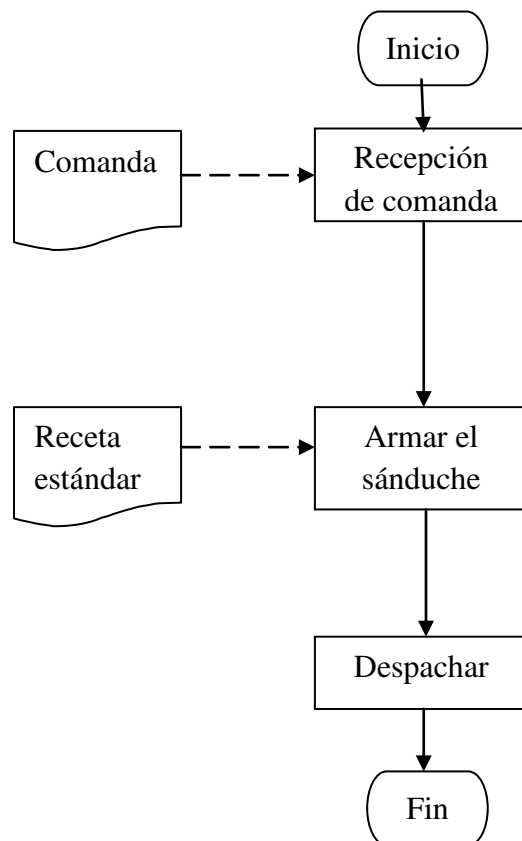 Inicio
Comanda
Recepción
de comanda
Receta
estándar
Armar el
sánduche
Despachar
Fin